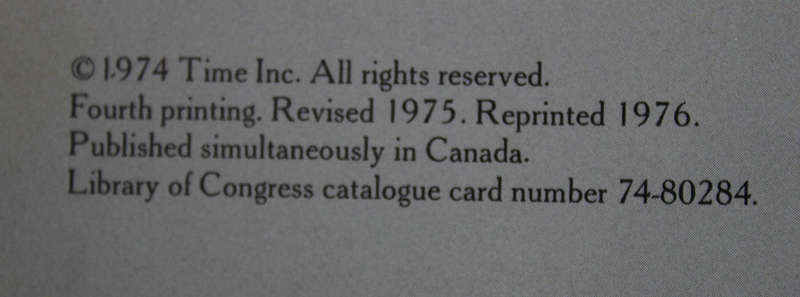 © 1974 Time Inc. All rights reserved.
Fourth printing. Revised 1975. Reprinted 1976.
Published simultaneously in Canada.
Library of Congress catalogue card number 74-80284.